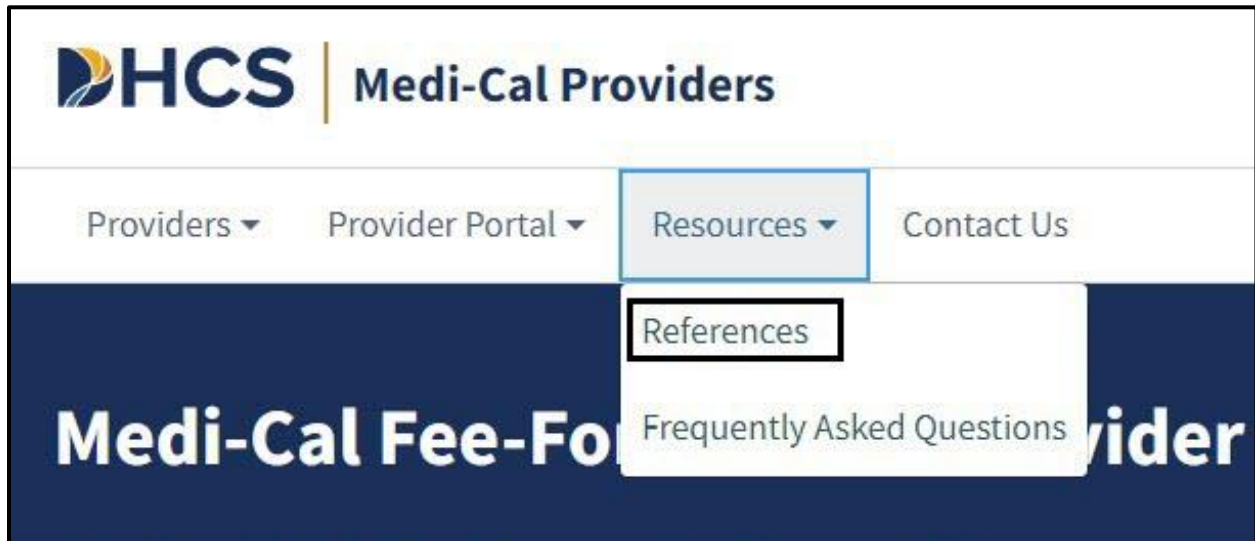 DHCS | Medi-Cal Providers
Providers Provider Portal Resources Contact Us
References
Frequently Asked Questions
Medi-Cal Fee-Fo vider